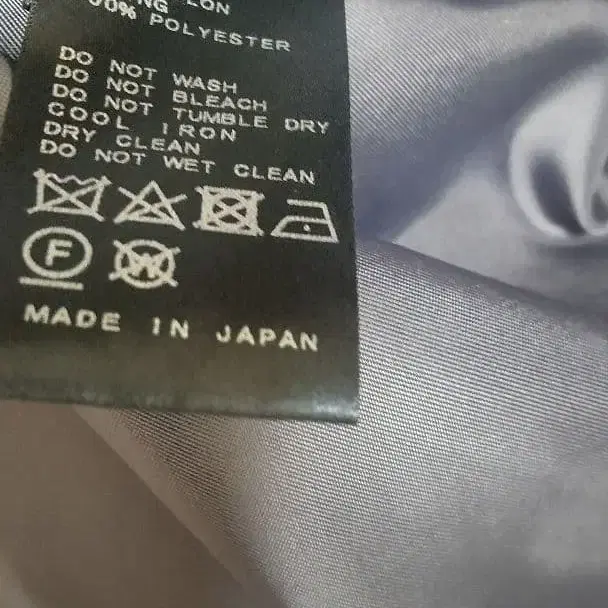 POLYESTER
DO NOT WASH
DO NOT BLEACH
DO NOT TUMBLE DRY
COOL IRON
DRY CLEAN
DO NOT WET CLEAN
F
W
MADE IN JAPAN